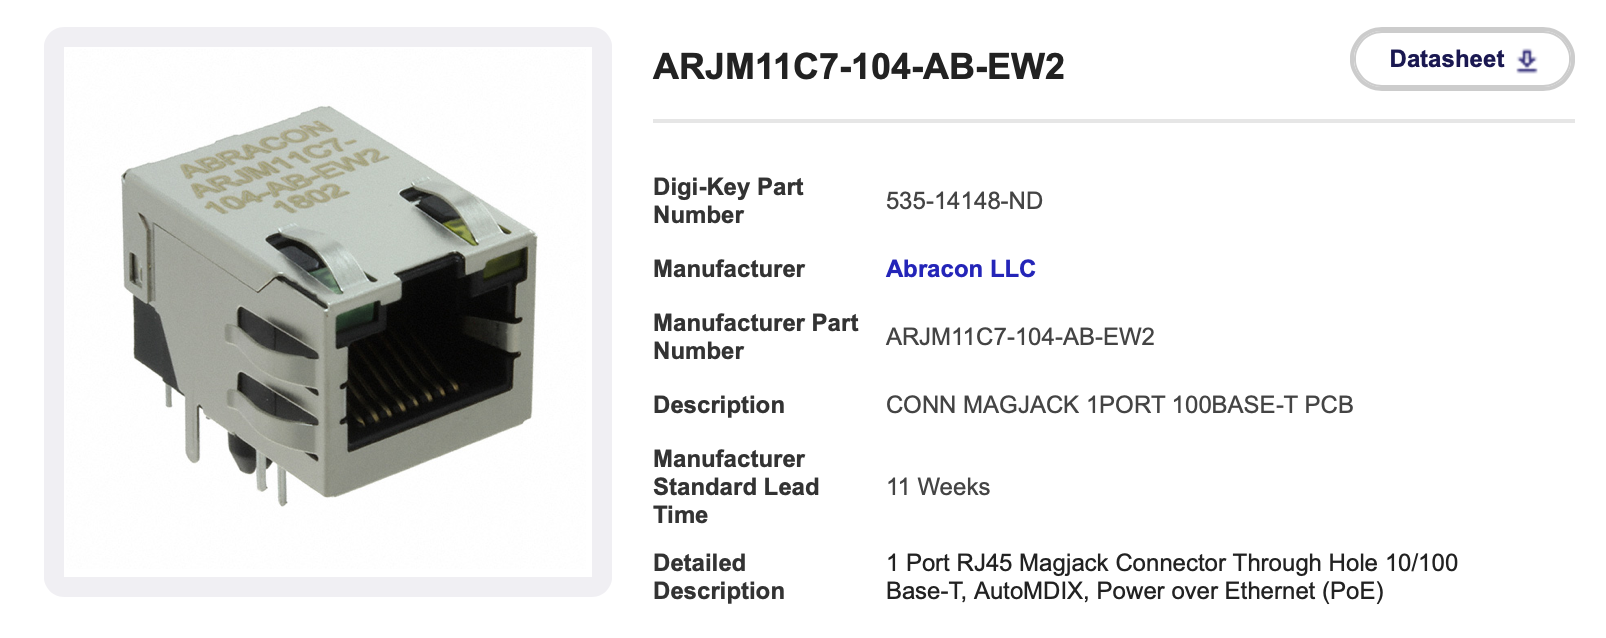 ABRACON
ARJM11C7-
104-AB-EW2
1802
ARJM11C7-104-AB-EW2
Datasheet
Digi-Key Part
Number
535-14148-ND
Manufacturer
Abracon LLC
Manufacturer Part
Number
ARJM11C7-104-AB-EW2
Description
CONN MAGJACK 1PORT 100BASE-T PCB
Manufacturer
Standard Lead
Time
11 Weeks
Detailed
Description
1 Port RJ45 Magjack Connector Through Hole 10/100
Base-T, AutoMDIX, Power over Ethernet (PoE)